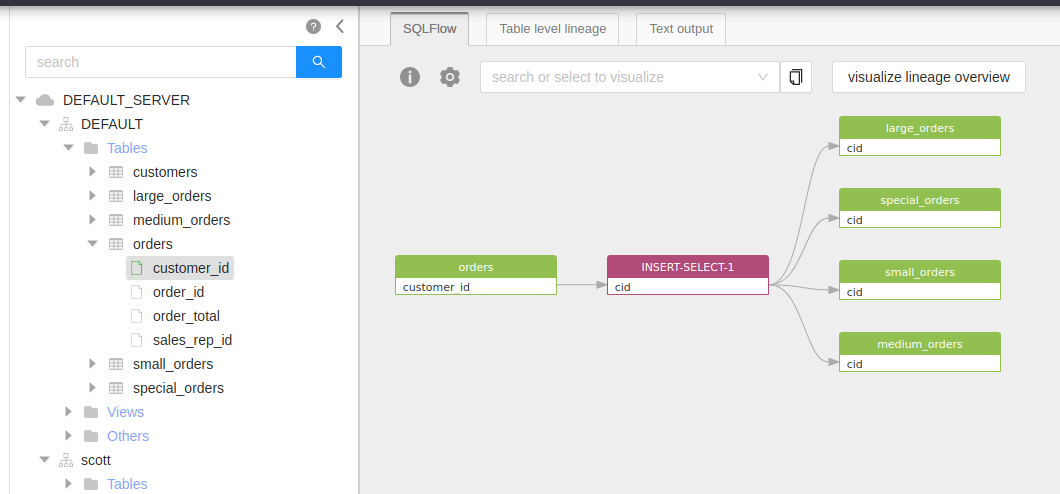 ?
search
DEFAULT_SERVER
DEFAULT
Tables
customers
large_orders
medium_orders
orders
customer_id
order_id
order_total
sales_rep_id
small_orders
special_orders
Views
Others
scott
Tables
SQLFlow
Table level lineage
Text output
i
search or select to visualize
visualize lineage overview
orders
customer_id
INSERT-SELECT-1
cid
large_orders
cid
special_orders
cid
small_orders
cid
medium_orders
cid